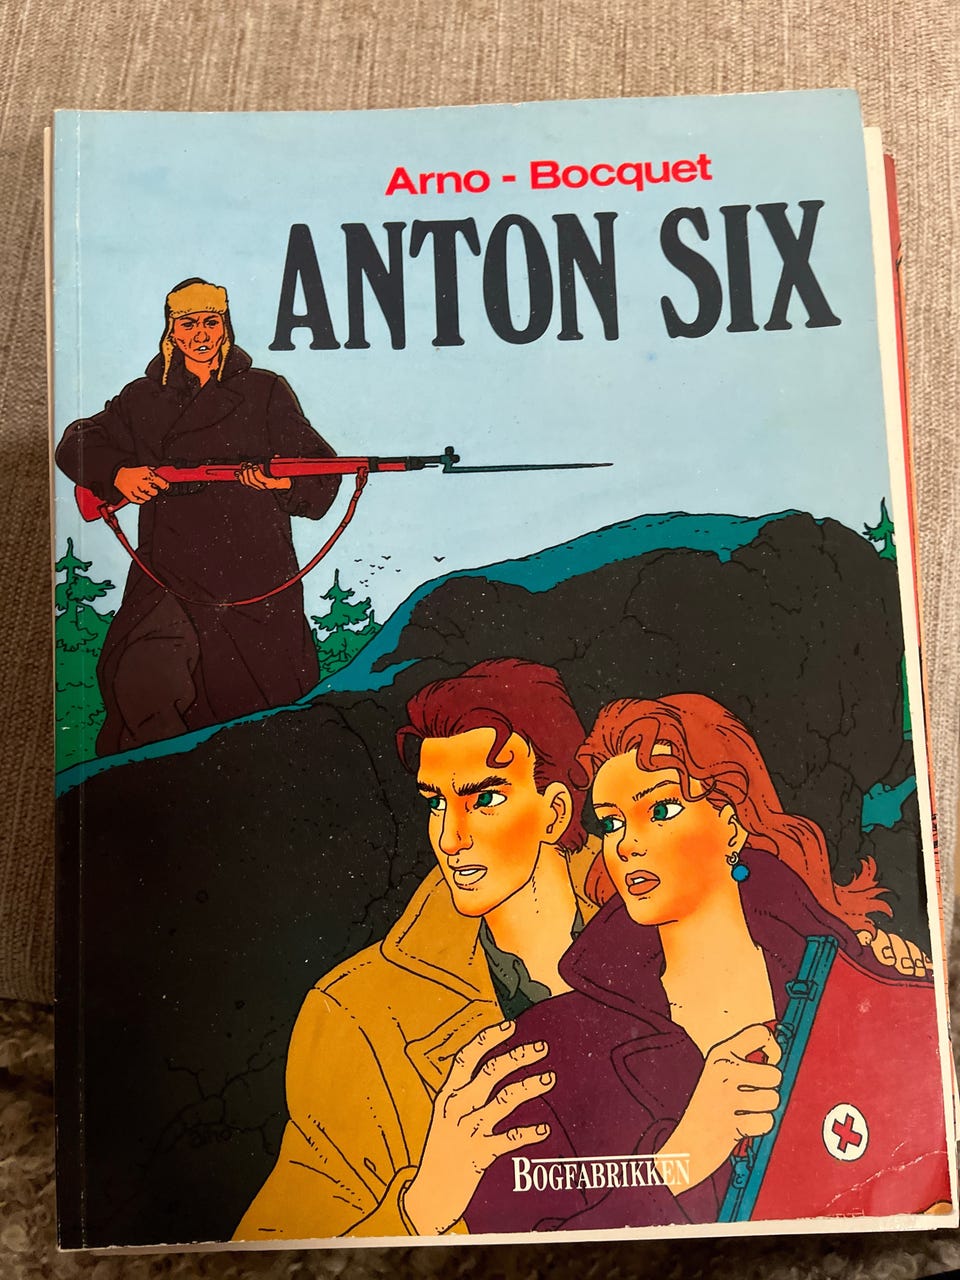 Arno - Bocquet
ANTON SIX
BOGFABRIKKEN